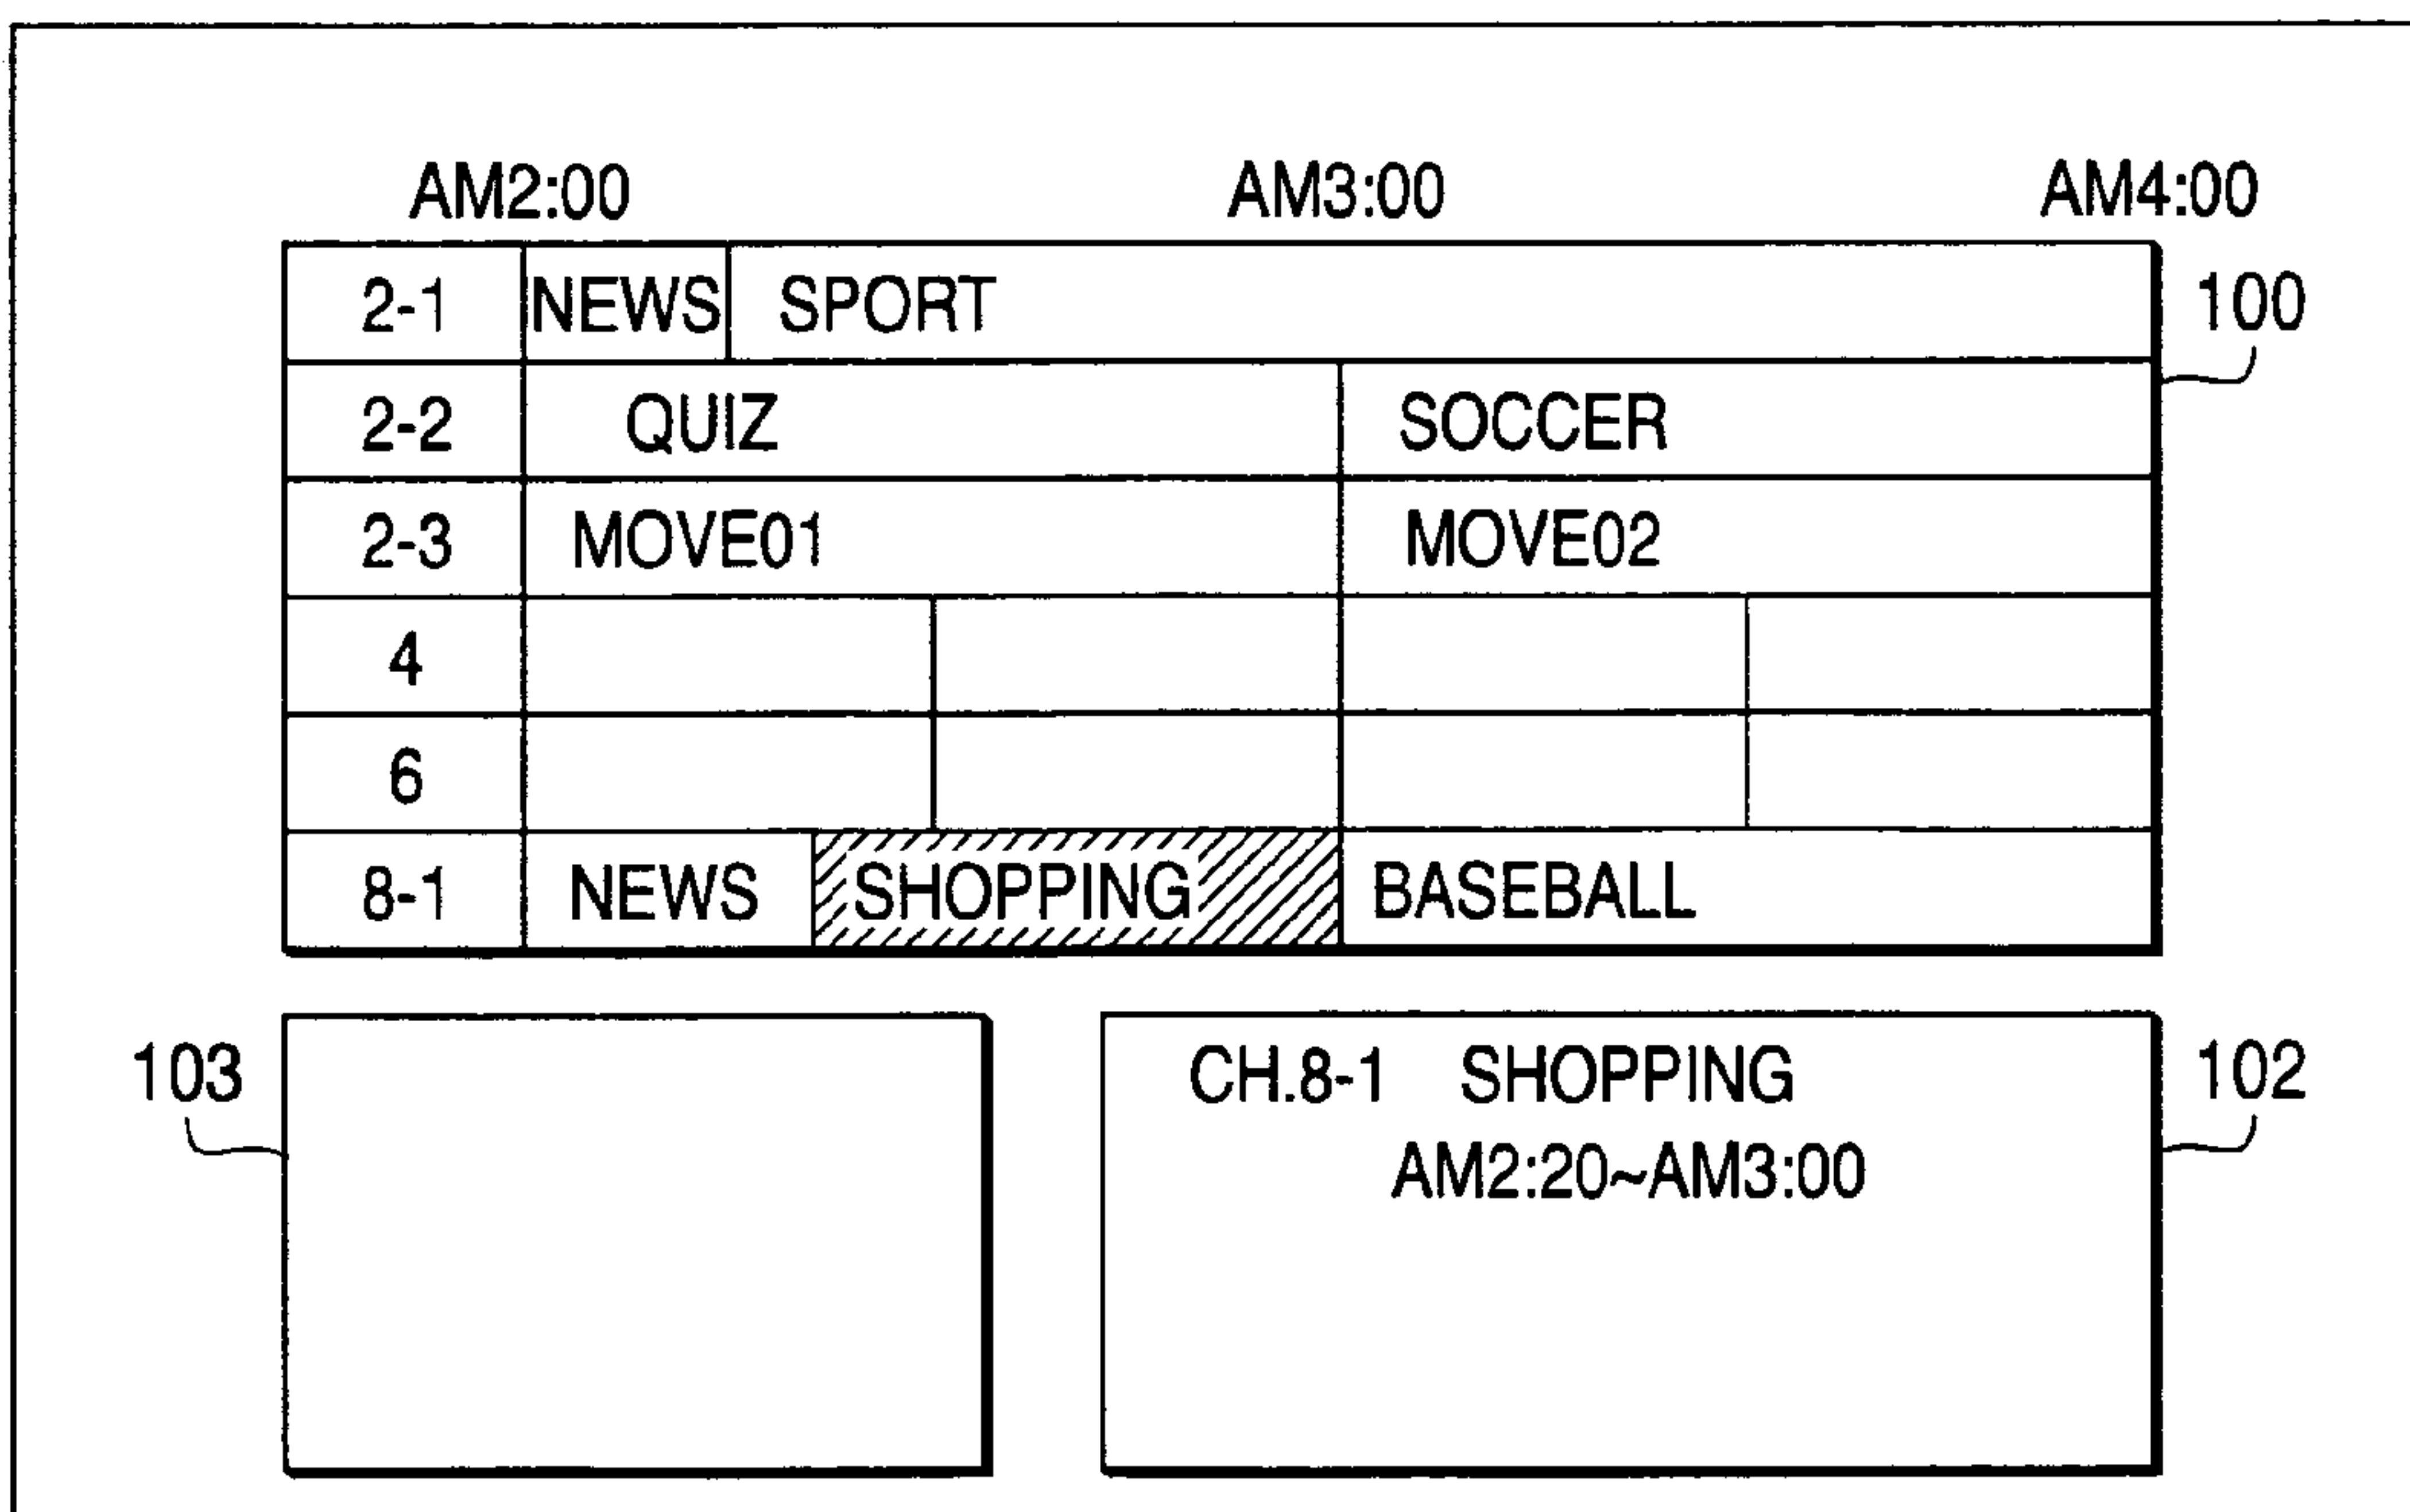 AM2:00 AM3:00 AM4:00
2-1 NEWS SPORT 100
2-2 QUIZ SOCCER
2-3 MOVE01 MOVE02
4
6
8-1 NEWS SHOPPING BASEBALL
103 CH.8-1 SHOPPING 102
AM2:20~AM3:00